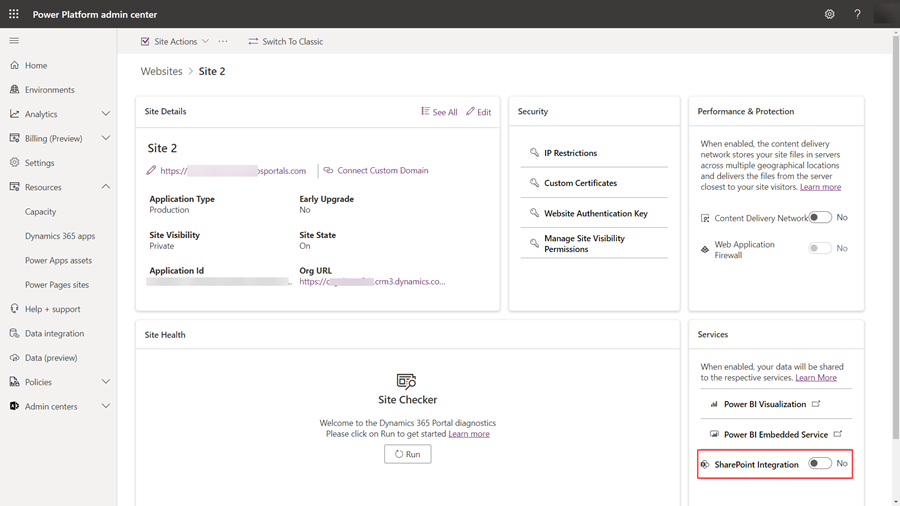 Power Platform admin center
?
Site Actions
...
Switch To Classic
Home
Environments
Analytics
Billing (Preview)
Settings
Resources
Capacity
Dynamics 365 apps
Power Apps assets
Power Pages sites
Help + support
Data integration
Data (preview)
Policies
Admin centers
Websites > Site 2
Site Details
See All
Edit
Site 2
https://
osportals.com
Connect Custom Domain
Application Type
Production
Early Upgrade
No
Site Visibility
Private
Site State
On
Application Id
...
Org URL
https://c
.crm3.dynamics.co...
Security
IP Restrictions
Custom Certificates
Website Authentication Key
Manage Site Visibility
Permissions
Performance & Protection
When enabled, the content delivery
network stores your site files in servers
across multiple geographical locations
and delivers the files from the server
closest to your site visitors. Learn more
Content Delivery Network
No
Web Application
Firewall
No
Site Health
Site Checker
Welcome to the Dynamics 365 Portal diagnostics
Please click on Run to get started Learn more
Run
Services
When enabled, your data will be shared
to the respective services. Learn More
Power BI Visualization
Power BI Embedded Service
SharePoint Integration
No